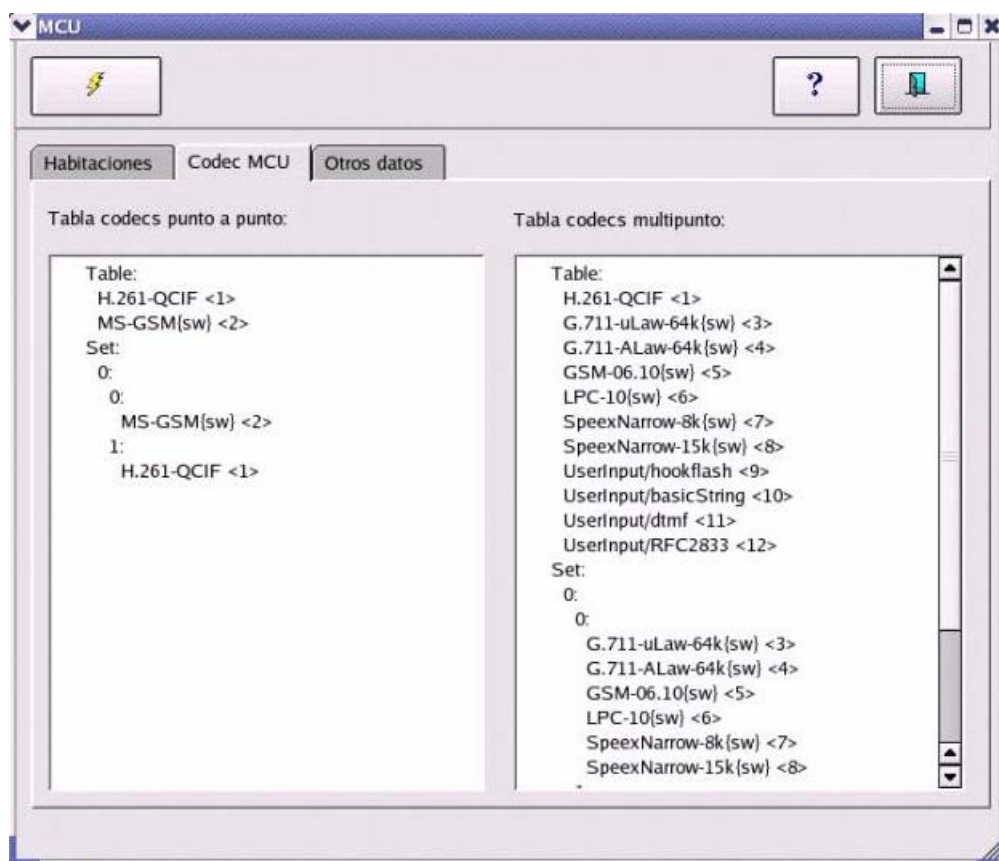 MCU
?
Habitaciones
Codec MCU
Otros datos
Tabla codecs punto a punto:
Table:
H.261-QCIF <1>
MS-GSM{sw} <2>
Set:
0:
0:
MS-GSM{sw} <2>
1:
H.261-QCIF <1>
Tabla codecs multipunto:
Table:
H.261-QCIF <1>
G.711-uLaw-64k{sw} <3>
G.711-ALaw-64k{sw} <4>
GSM-06.10{sw} <5>
LPC-10{sw} <6>
SpeexNarrow-8k{sw} <7>
SpeexNarrow-15k{sw} <8>
UserInput/hookflash <9>
UserInput/basicString <10>
UserInput/dtmf <11>
UserInput/RFC2833 <12>
Set:
0:
0:
G.711-uLaw-64k{sw} <3>
G.711-ALaw-64k{sw} <4>
GSM-06.10{sw} <5>
LPC-10{sw} <6>
SpeexNarrow-8k{sw} <7>
SpeexNarrow-15k{sw} <8>